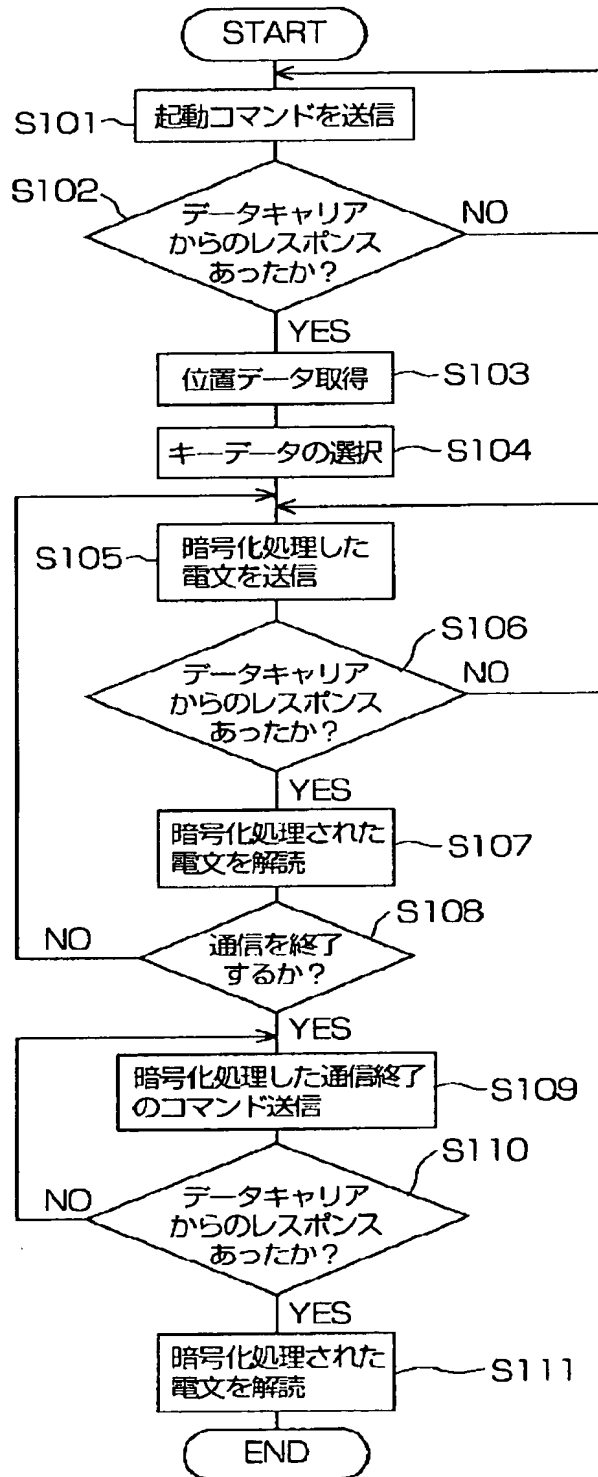 START
S101
起動コマンドを送信
S102
データキャリア
からのレスポンス
あったか？
NO
YES
位置データ取得
S103
キーデータの選択
S104
S105
暗号化処理した
電文を送信
S106
データキャリア
からのレスポンス
あったか？
NO
YES
暗号化処理された
電文を解読
S107
S108
NO
通信を終了
するか？
YES
暗号化処理した通信終了
のコマンド送信
S109
S110
NO
データキャリア
からのレスポンス
あったか？
YES
暗号化処理された
電文を解読
S111
END